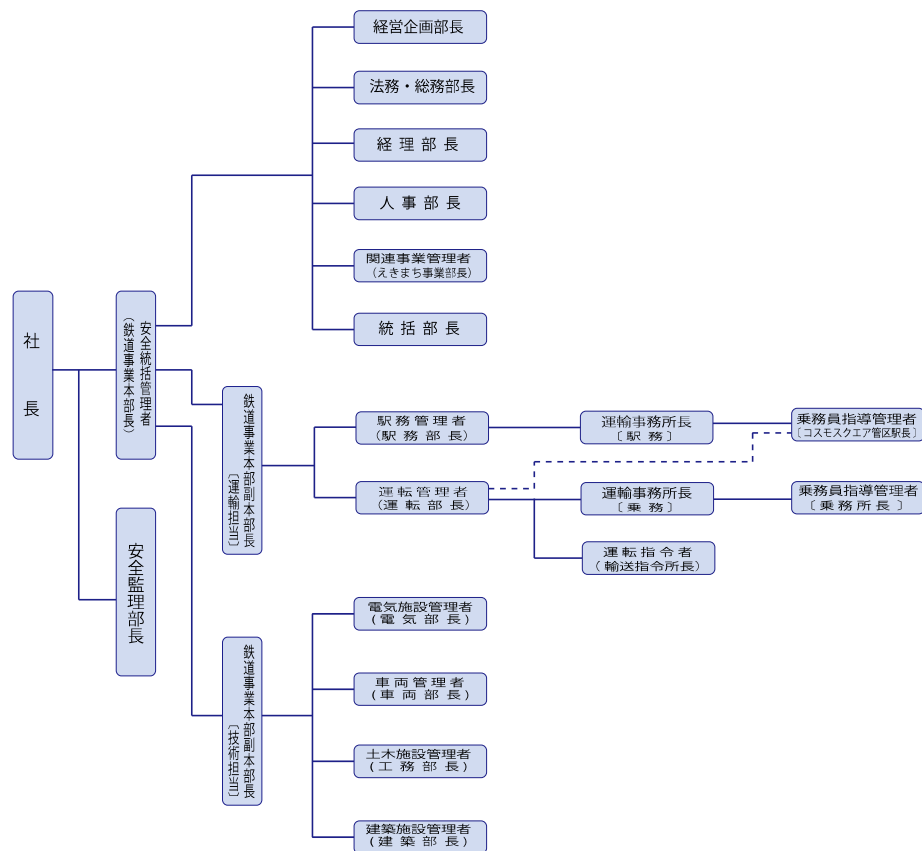 社長
安全統括管理者
(鉄道事業本部長)
安全監理部長
経営企画部長
法務・総務部長
経理部長
人事部長
関連事業管理者
(えきまち事業部長)
統括部長
鉄道事業本部副本部長
〔運輸担当〕
駅務管理者
(駅務部長)
運輸事務所長
〔駅務〕
乗務員指導管理者
〔コスモスクエア管区駅長〕
運転管理者
(運転部長)
運輸事務所長
〔乗務〕
乗務員指導管理者
〔乗務所長〕
運転指令者
(輸送指令所長)
鉄道事業本部副本部長
〔技術担当〕
電気施設管理者
(電気部長)
車両管理者
(車両部長)
土木施設管理者
(工務部長)
建築施設管理者
(建築部長)